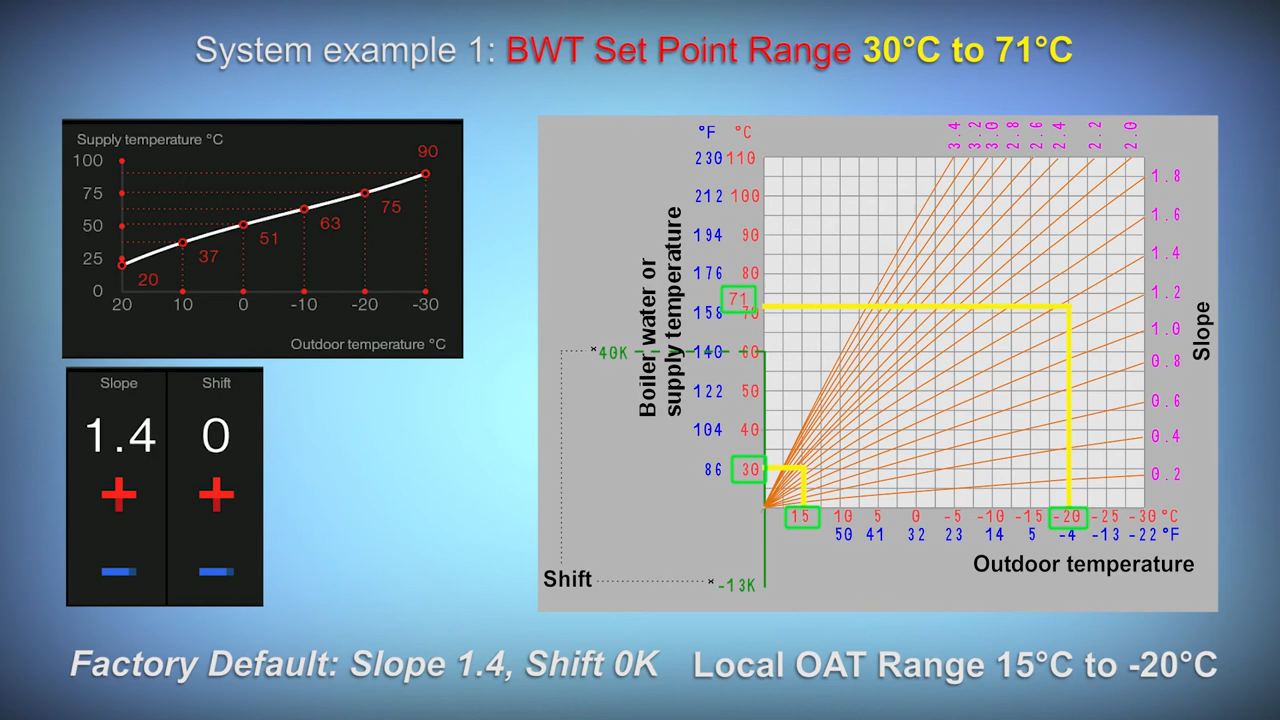 System example 1: BWT Set Point Range 30°C to 71°C
Supply temperature °C
100
75
50
25
0
90
75
63
51
37
20
20 10 0 -10 -20 -30
Outdoor temperature °C
Slope Shift
1.4 0
°F °C
3.4 3.2 3.0 2.8 2.6 2.4 2.2 2.0
230 110
212 100
194 90
176 80
71
158 70
140 60
122 50
104 40
86 30
1.8
1.6
1.4
1.2
1.0
0.8
0.6
0.4
0.2
Boiler water or
supply temperature
Slope
40K
-13K
Shift
15 10 5 0 -5 -10 -15 -20 -25 -30 °C
50 41 32 23 14 5 -4 -13 -22 °F
Outdoor temperature
Factory Default: Slope 1.4, Shift 0K
Local OAT Range 15°C to -20°C